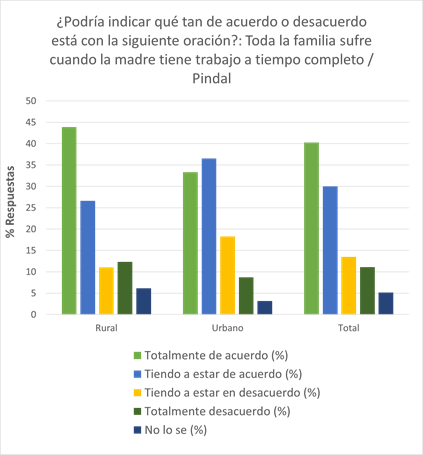 ¿Podría indicar qué tan de acuerdo o desacuerdo
está con la siguiente oración?: Toda la familia sufre
cuando la madre tiene trabajo a tiempo completo /
Pindal
% Respuestas
50
45
40
35
30
25
20
15
10
5
0
Rural
Urbano
Total
Totalmente de acuerdo (%)
Tiendo a estar de acuerdo (%)
Tiendo a estar en desacuerdo (%)
Totalmente desacuerdo (%)
No lo se (%)